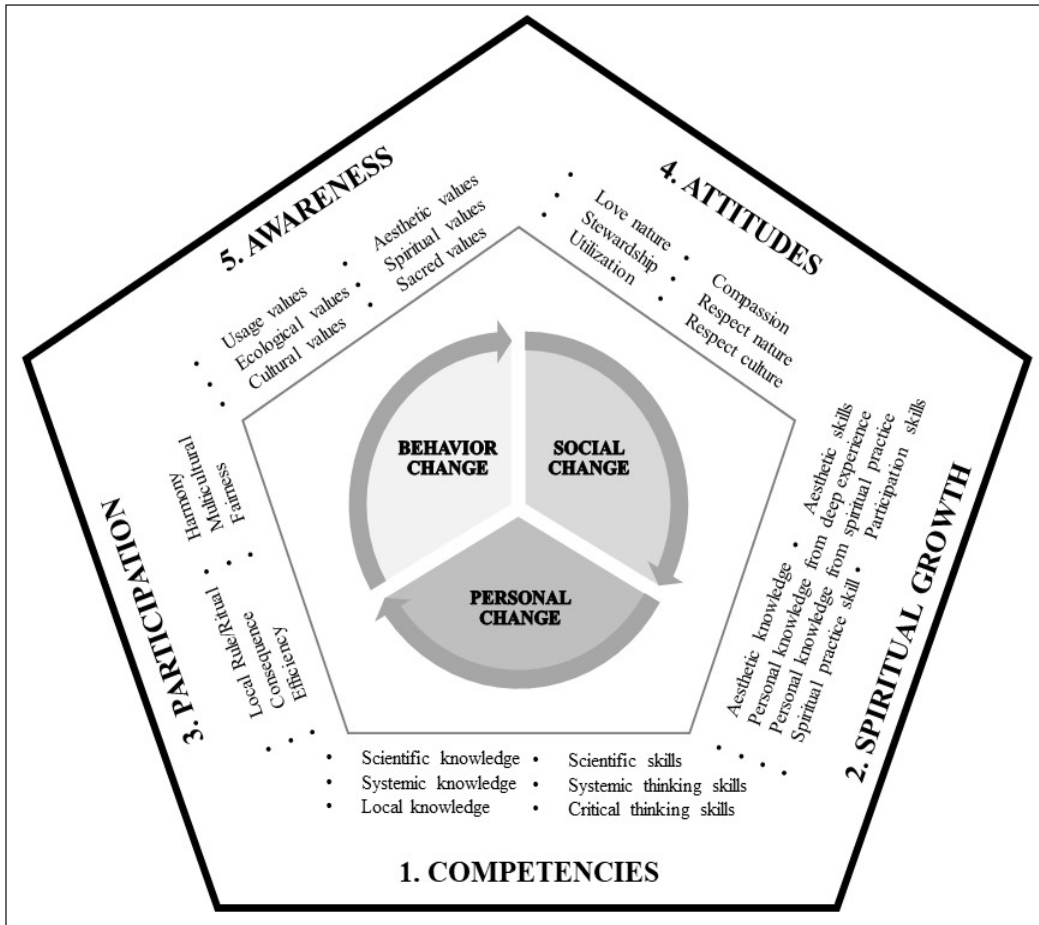 5. AWARENESS
• Usage values
• Ecological values
• Cultural values
• Aesthetic values
• Spiritual values
• Sacred values
4. ATTITUDES
• Love nature
• Stewardship
• Utilization
• Compassion
• Respect nature
• Respect culture
3. PARTICIPATION
• Local Rule/Ritual
• Consequence
• Efficiency
• Harmony
• Multicultural
• Fairness
BEHAVIOR
CHANGE
SOCIAL
CHANGE
PERSONAL
CHANGE
2. SPIRITUAL GROWTH
• Aesthetic knowledge • Aesthetic skills
• Personal knowledge from deep experience
• Personal knowledge from spiritual practice
• Spiritual practice skill • Participation skills
• Scientific knowledge
• Systemic knowledge
• Local knowledge
• Scientific skills
• Systemic thinking skills
• Critical thinking skills
1. COMPETENCIES